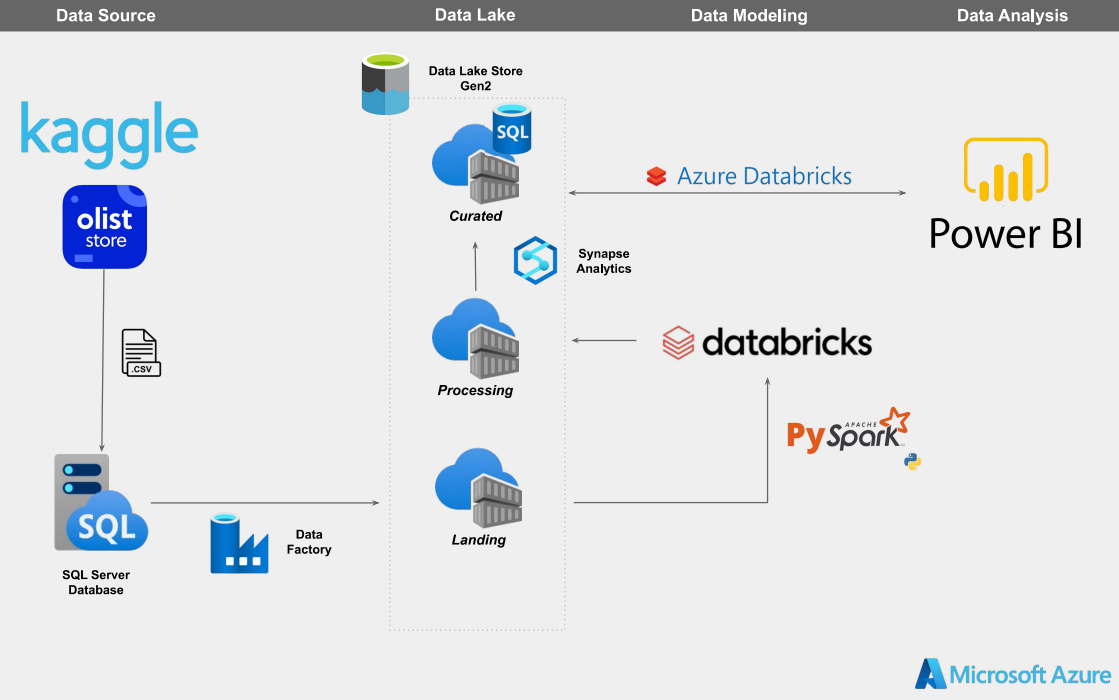 Data Source
Data Lake
Data Modeling
Data Analysis
Data Lake Store
Gen2
kaggle
SQL
olist
store
Azure Databricks
Curated
Power BI
Synapse
Analytics
.CSV
databricks
Processing
APACHE
PySpark
SQL
Landing
Data
Factory
SQL Server
Database
Microsoft Azure